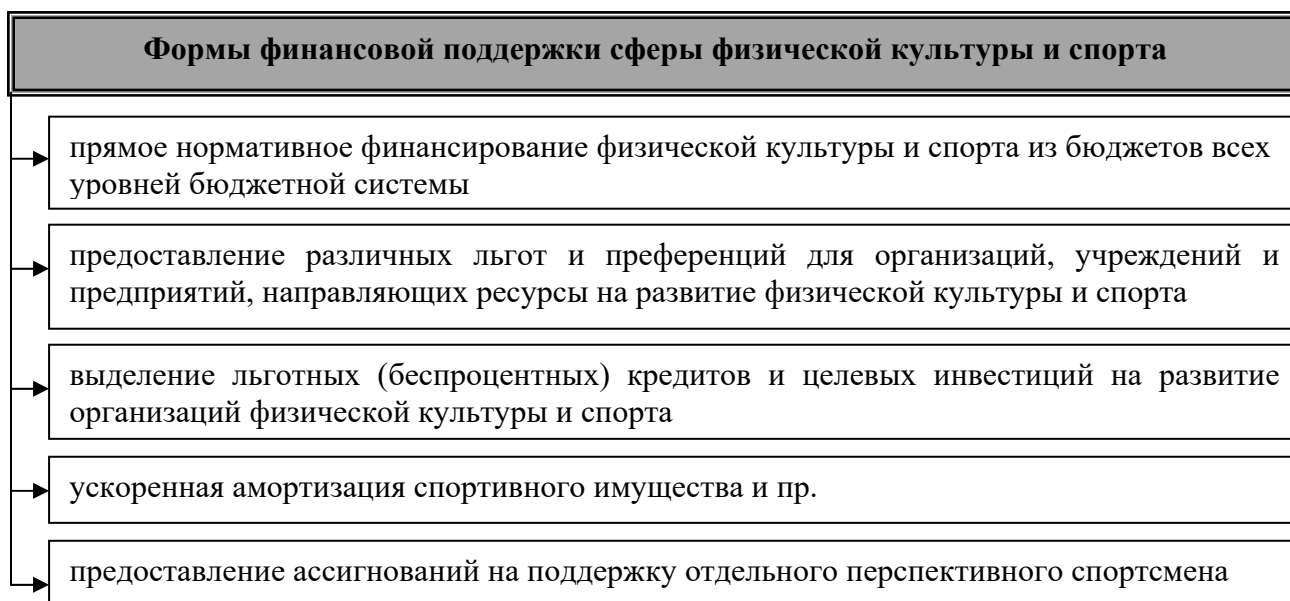 Формы финансовой поддержки сферы физической культуры и спорта
прямое нормативное финансирование физической культуры и спорта из бюджетов всех
уровней бюджетной системы
предоставление различных льгот и преференций для организаций, учреждений и
предприятий, направляющих ресурсы на развитие физической культуры и спорта
выделение льготных (беспроцентных) кредитов и целевых инвестиций на развитие
организаций физической культуры и спорта
ускоренная амортизация спортивного имущества и пр.
предоставление ассигнований на поддержку отдельного перспективного спортсмена